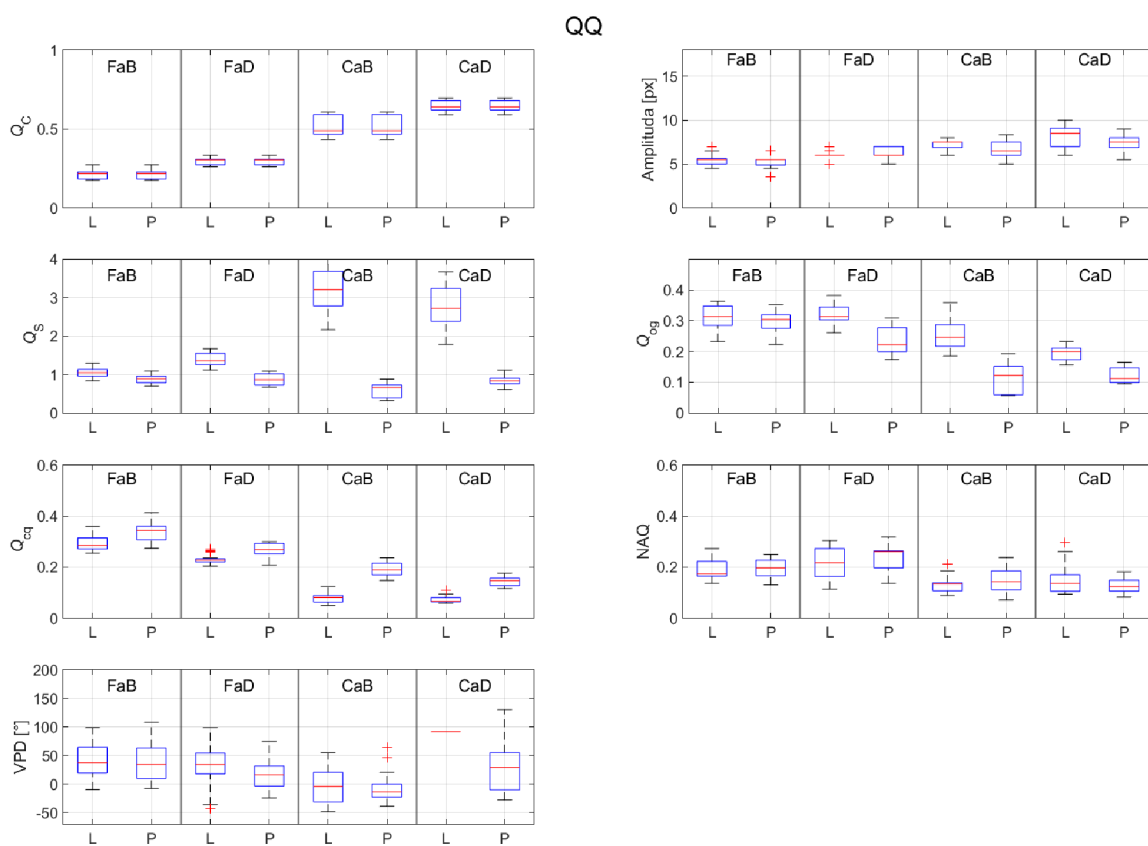 QQ
FaB FaD CaB CaD
1
0.5
0
Q_C
L P L P L P L P
FaB FaD CaB CaD
15
10
5
0
Amplituda [px]
L P L P L P L P
FaB FaD CaB CaD
4
3
2
1
0
Q_S
L P L P L P L P
FaB FaD CaB CaD
0.4
0.3
0.2
0.1
0
Q_og
L P L P L P L P
FaB FaD CaB CaD
0.6
0.4
0.2
0
Q_cq
L P L P L P L P
FaB FaD CaB CaD
0.6
0.4
0.2
0
NAQ
L P L P L P L P
FaB FaD CaB CaD
200
150
100
50
0
-50
VPD [°]
L P L P L P L P